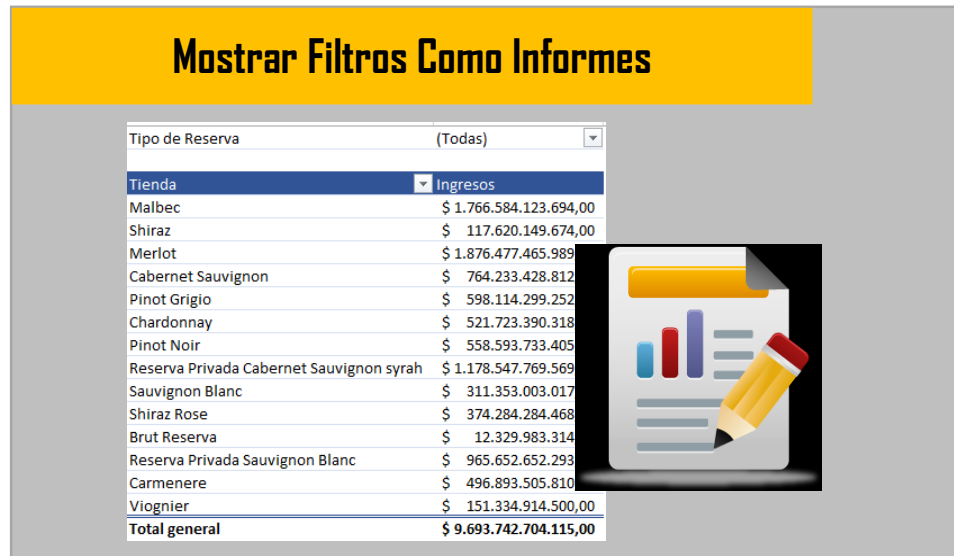 Mostrar Filtros Como Informes
Tipo de Reserva (Todas)
Tienda Ingresos
Malbec $ 1.766.584.123.694,00
Shiraz $ 117.620.149.674,00
Merlot $ 1.876.477.465.989
Cabernet Sauvignon $ 764.233.428.812
Pinot Grigio $ 598.114.299.252
Chardonnay $ 521.723.390.318
Pinot Noir $ 558.593.733.405
Reserva Privada Cabernet Sauvignon syrah $ 1.178.547.769.569
Sauvignon Blanc $ 311.353.003.017
Shiraz Rose $ 374.284.284.468
Brut Reserva $ 12.329.983.314
Reserva Privada Sauvignon Blanc $ 965.652.652.293
Carmenere $ 496.893.505.810
Viognier $ 151.334.914.500,00
Total general $ 9.693.742.704.115,00